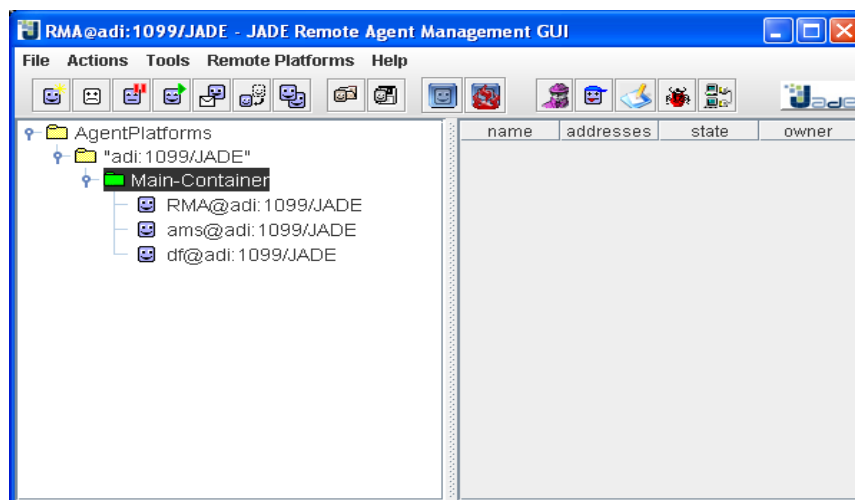 RMA@adi:1099/JADE - JADE Remote Agent Management GUI
File Actions Tools Remote Platforms Help
Jade
name addresses state owner
AgentPlatforms
"adi:1099/JADE"
Main-Container
RMA@adi:1099/JADE
ams@adi:1099/JADE
df@adi:1099/JADE